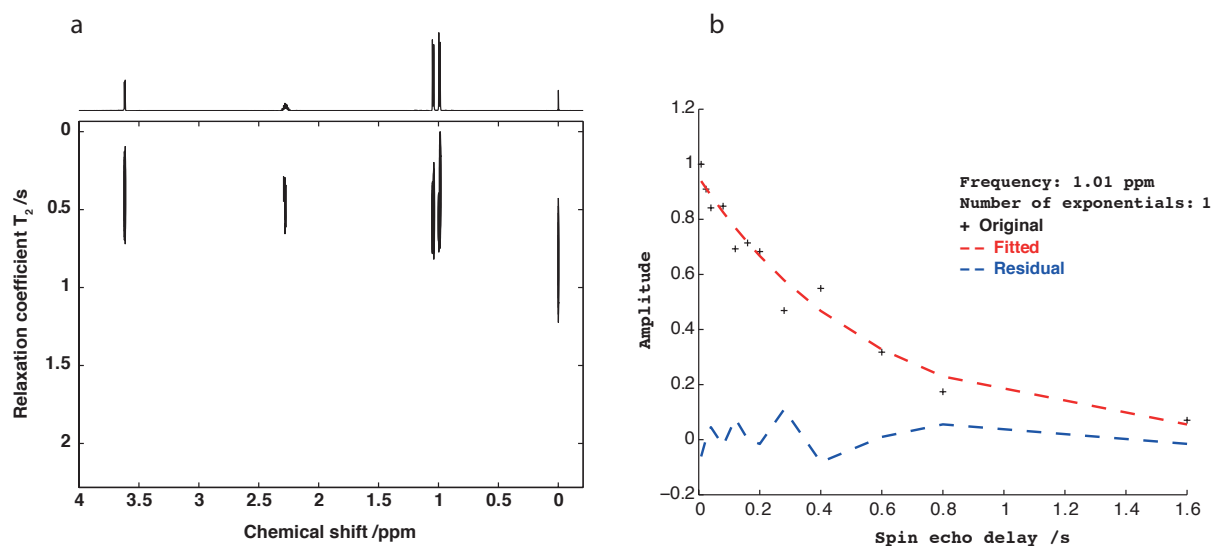 a
0
0.5
1
1.5
2
Relaxation coefficient T2 /s
4 3.5 3 2.5 2 1.5 1 0.5 0
Chemical shift /ppm
b
1.2
1
0.8
0.6
0.4
0.2
0
−0.2
Amplitude
Frequency: 1.01 ppm
Number of exponentials: 1
+ Original
Fitted
Residual
0 0.2 0.4 0.6 0.8 1 1.2 1.4 1.6
Spin echo delay /s